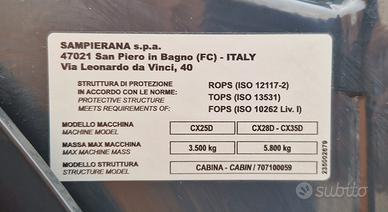 SAMPIERANA s.p.a.
47021 San Piero in Bagno (FC) - ITALY
Via Leonardo da Vinci, 40
STRUTTURA DI PROTEZIONE
IN ACCORDO CON LE NORME:
PROTECTIVE STRUCTURE
MEETS REQUIREMENTS OF:
ROPS (ISO 12117-2)
TOPS (ISO 13531)
FOPS (ISO 10262 Liv. I)
MODELLO MACCHINA
MACHINE MODEL
CX25D
CX28D - CX35D
MASSA MAX MACCHINA
MAX MACHINE MASS
3.500 kg
5.800 kg
MODELLO STRUTTURA
STRUCTURE MODEL
CABINA - CABIN / 707100059
235002679
subito